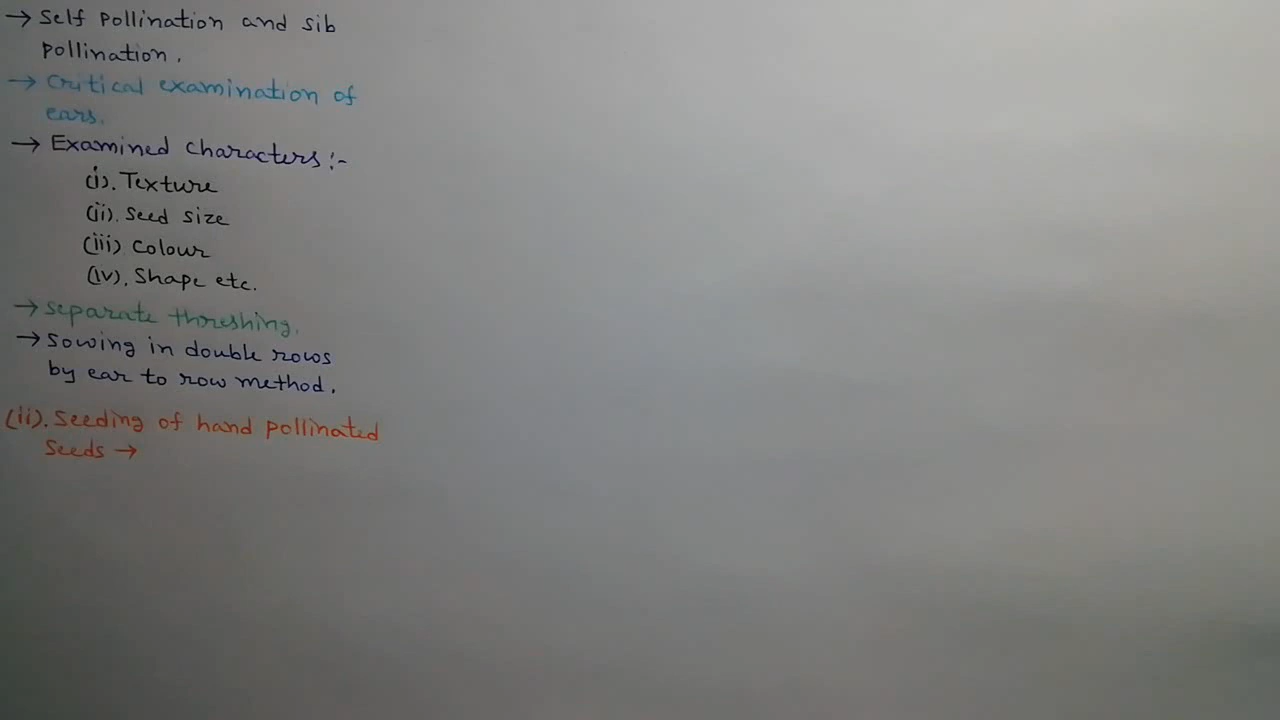 → Self Pollination and sib
pollination.
→ Critical examination of
ears.
→ Examined characters:-
(i). Texture
(ii). Seed size
(iii) Colour
(iv). Shape etc.
→ Separate threshing.
→ Sowing in double rows
by ear to row method.
(ii). Seeding of hand pollinated
Seeds →